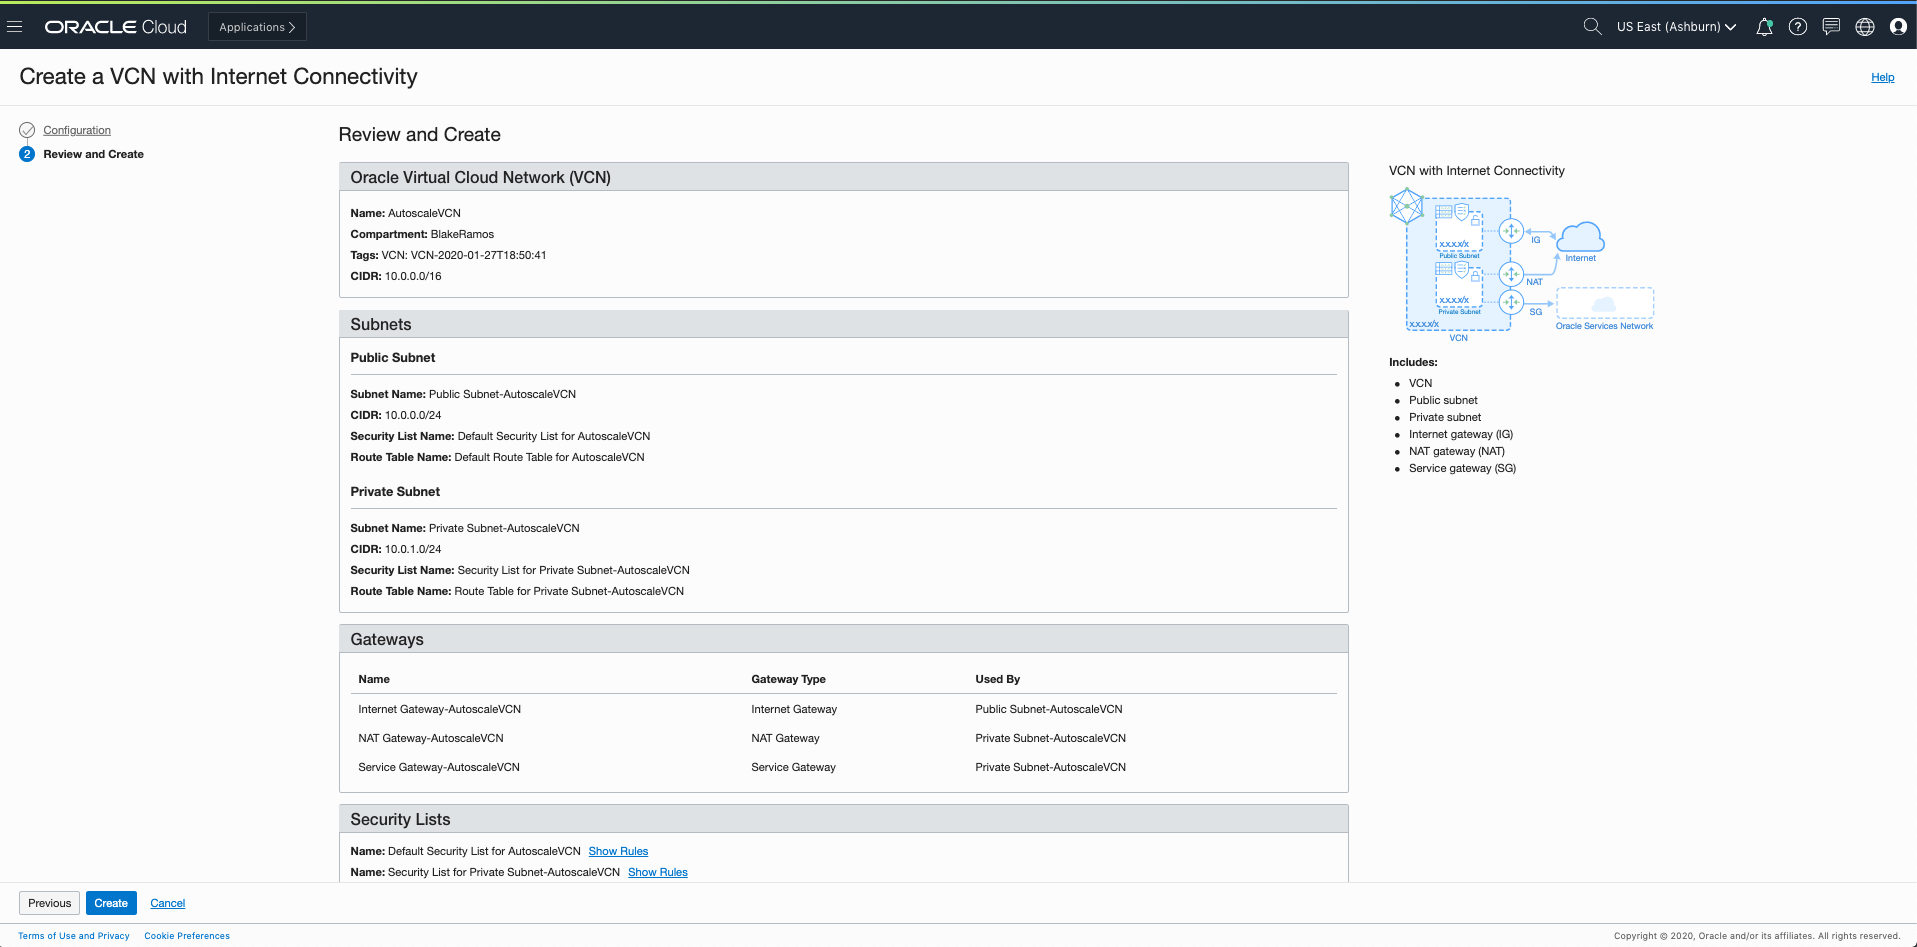 ORACLE Cloud
Applications
US East (Ashburn)
Create a VCN with Internet Connectivity
Help
Configuration
2 Review and Create
Review and Create
Oracle Virtual Cloud Network (VCN)
Name: AutoscaleVCN
Compartment: BlakeRamos
Tags: VCN: VCN-2020-01-27T18:50:41
CIDR: 10.0.0.0/16
Subnets
Public Subnet
Subnet Name: Public Subnet-AutoscaleVCN
CIDR: 10.0.0.0/24
Security List Name: Default Security List for AutoscaleVCN
Route Table Name: Default Route Table for AutoscaleVCN
Private Subnet
Subnet Name: Private Subnet-AutoscaleVCN
CIDR: 10.0.1.0/24
Security List Name: Security List for Private Subnet-AutoscaleVCN
Route Table Name: Route Table for Private Subnet-AutoscaleVCN
Gateways
Name Gateway Type Used By
Internet Gateway-AutoscaleVCN Internet Gateway Public Subnet-AutoscaleVCN
NAT Gateway-AutoscaleVCN NAT Gateway Private Subnet-AutoscaleVCN
Service Gateway-AutoscaleVCN Service Gateway Private Subnet-AutoscaleVCN
Security Lists
Name: Default Security List for AutoscaleVCN Show Rules
Name: Security List for Private Subnet-AutoscaleVCN Show Rules
VCN with Internet Connectivity
X.X.X.X/X
Public Subnet
IG
Internet
X.X.X.X/X
Private Subnet
NAT
SG
Oracle Services Network
X.X.X.X/X
VCN
Includes:
VCN
Public subnet
Private subnet
Internet gateway (IG)
NAT gateway (NAT)
Service gateway (SG)
Previous Create Cancel
Terms of Use and Privacy Cookie Preferences
Copyright © 2020, Oracle and/or its affiliates. All rights reserved.